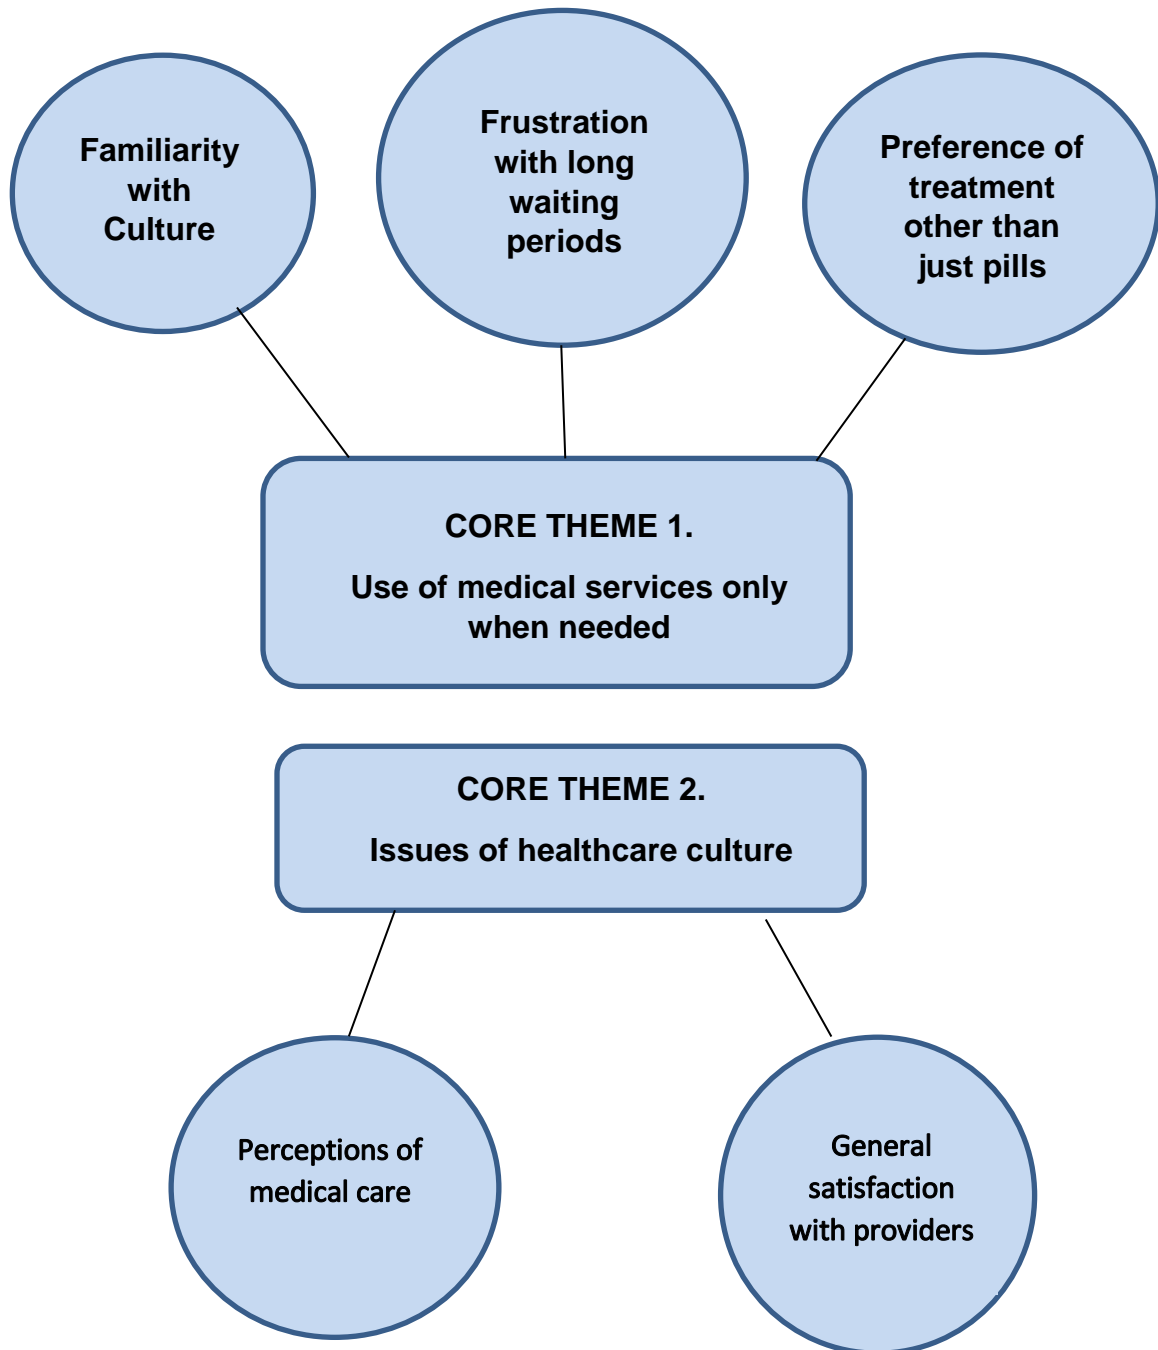 Familiarity
with
Culture
Frustration
with long
waiting
periods
Preference of
treatment
other than
just pills
CORE THEME 1.
Use of medical services only
when needed
CORE THEME 2.
Issues of healthcare culture
Perceptions of
medical care
General
satisfaction
with providers